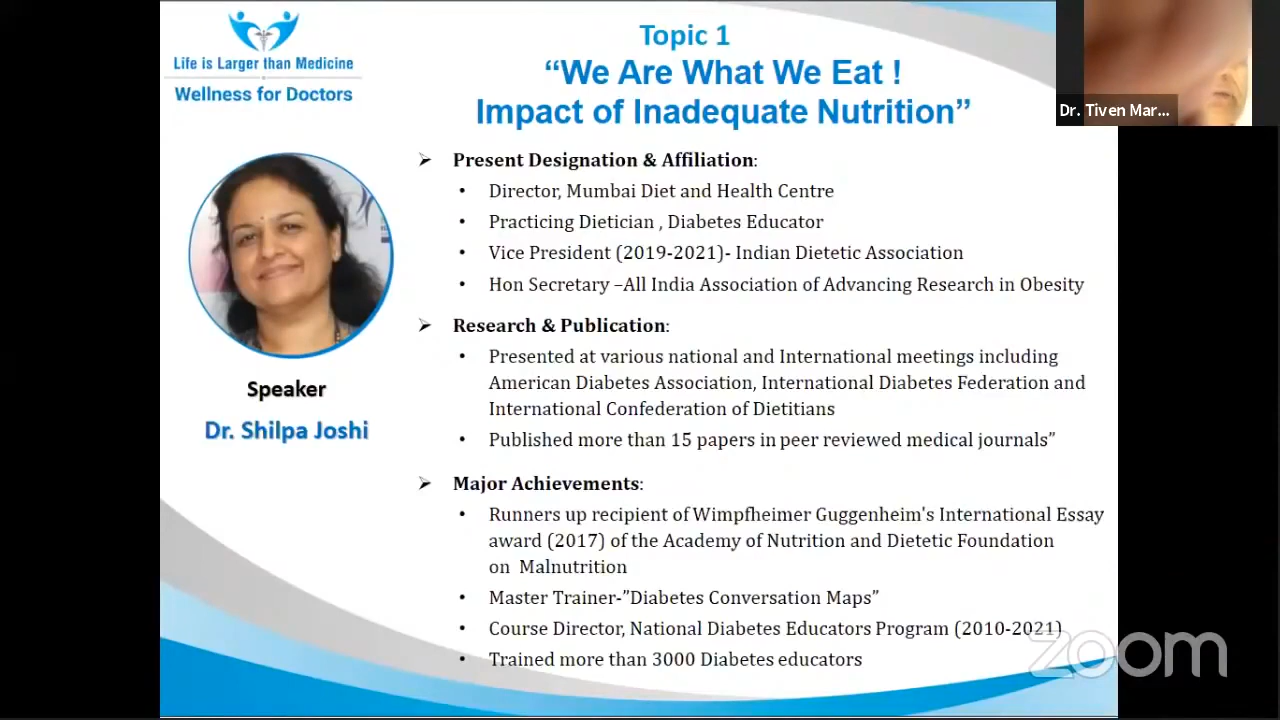 Life is Larger than Medicine
Wellness for Doctors
Topic 1
“We Are What We Eat !
Impact of Inadequate Nutrition”
Dr. Tiven Mar...
Speaker
Dr. Shilpa Joshi
➢ Present Designation & Affiliation:
• Director, Mumbai Diet and Health Centre
• Practicing Dietician , Diabetes Educator
• Vice President (2019-2021)- Indian Dietetic Association
• Hon Secretary –All India Association of Advancing Research in Obesity
➢ Research & Publication:
• Presented at various national and International meetings including
American Diabetes Association, International Diabetes Federation and
International Confederation of Dietitians
• Published more than 15 papers in peer reviewed medical journals”
➢ Major Achievements:
• Runners up recipient of Wimpfheimer Guggenheim's International Essay
award (2017) of the Academy of Nutrition and Dietetic Foundation
on Malnutrition
• Master Trainer-”Diabetes Conversation Maps”
• Course Director, National Diabetes Educators Program (2010-2021)
• Trained more than 3000 Diabetes educators
zoom